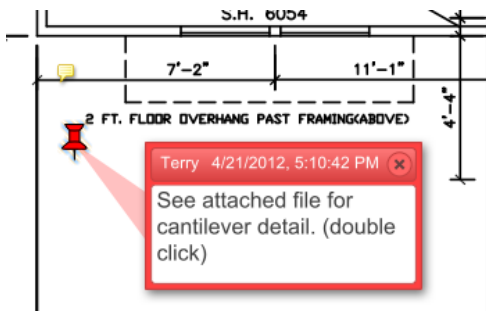 S.H. 6054
7'-2" 11'-1"
4'-4"
2 FT. FLOOR OVERHANG PAST FRAMING(ABOVE)
Terry 4/21/2012, 5:10:42 PM
See attached file for
cantilever detail. (double
click)